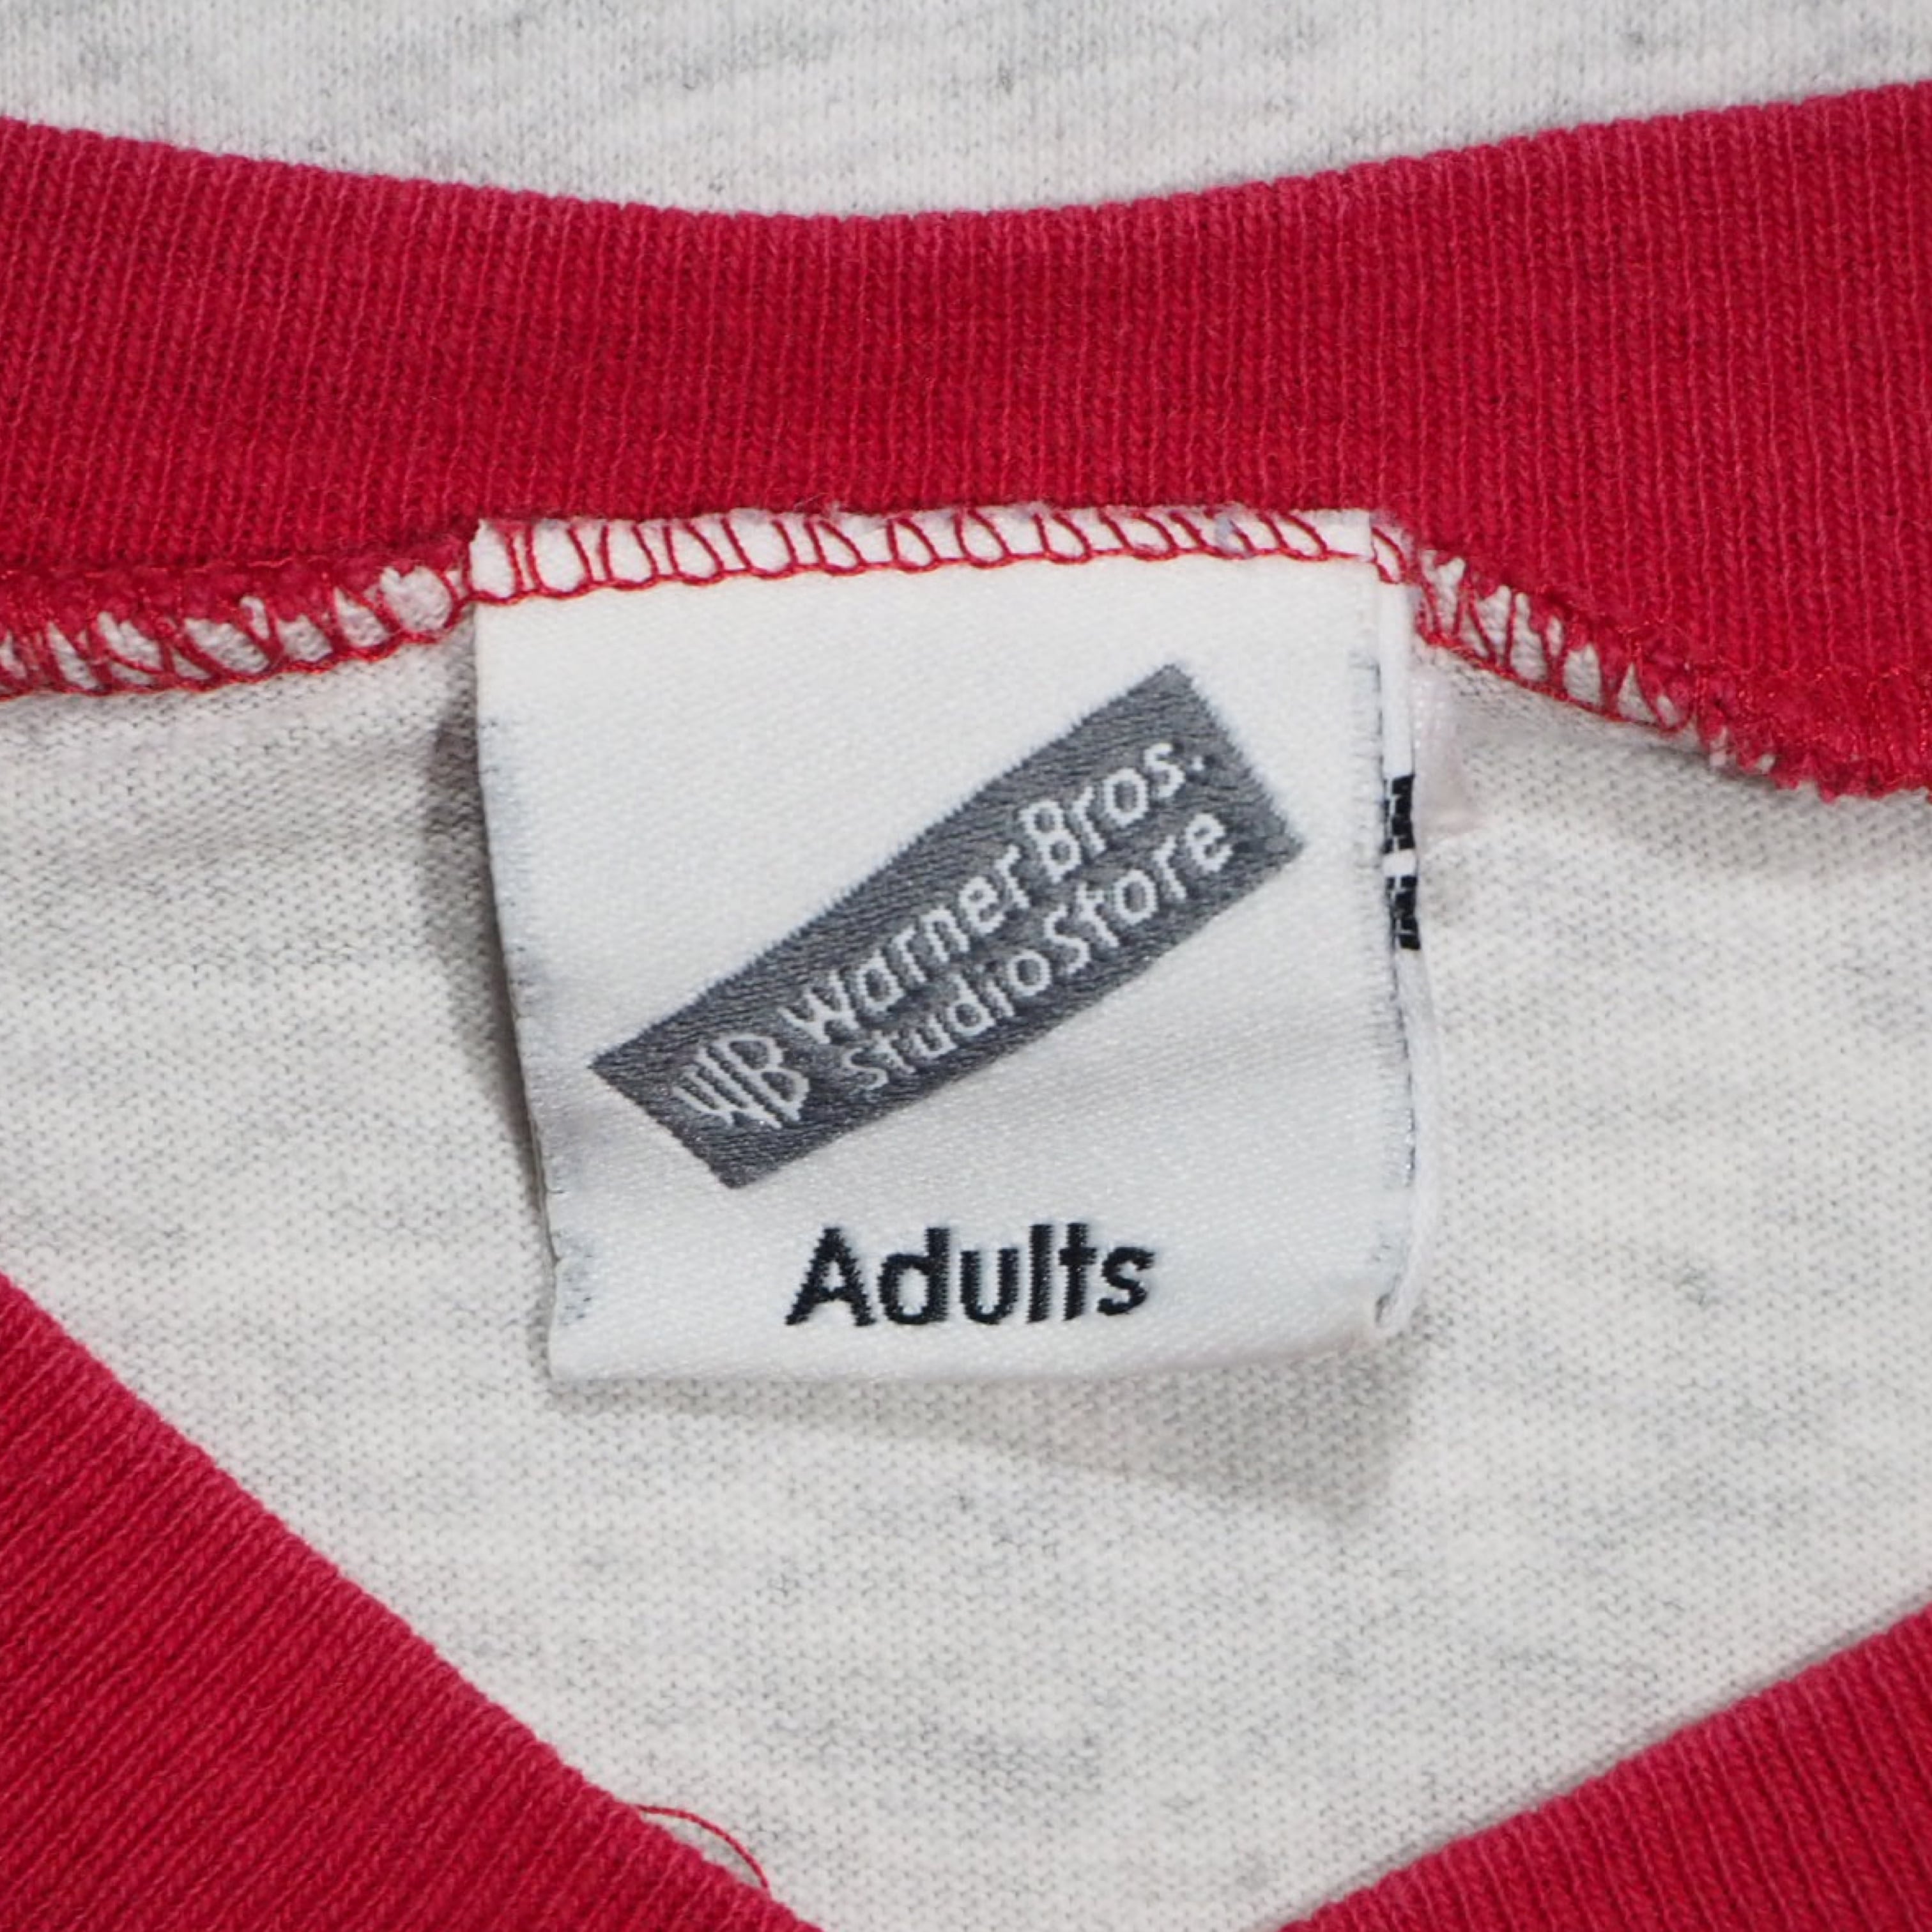 WB Warner Bros.
Studio Store
Adults